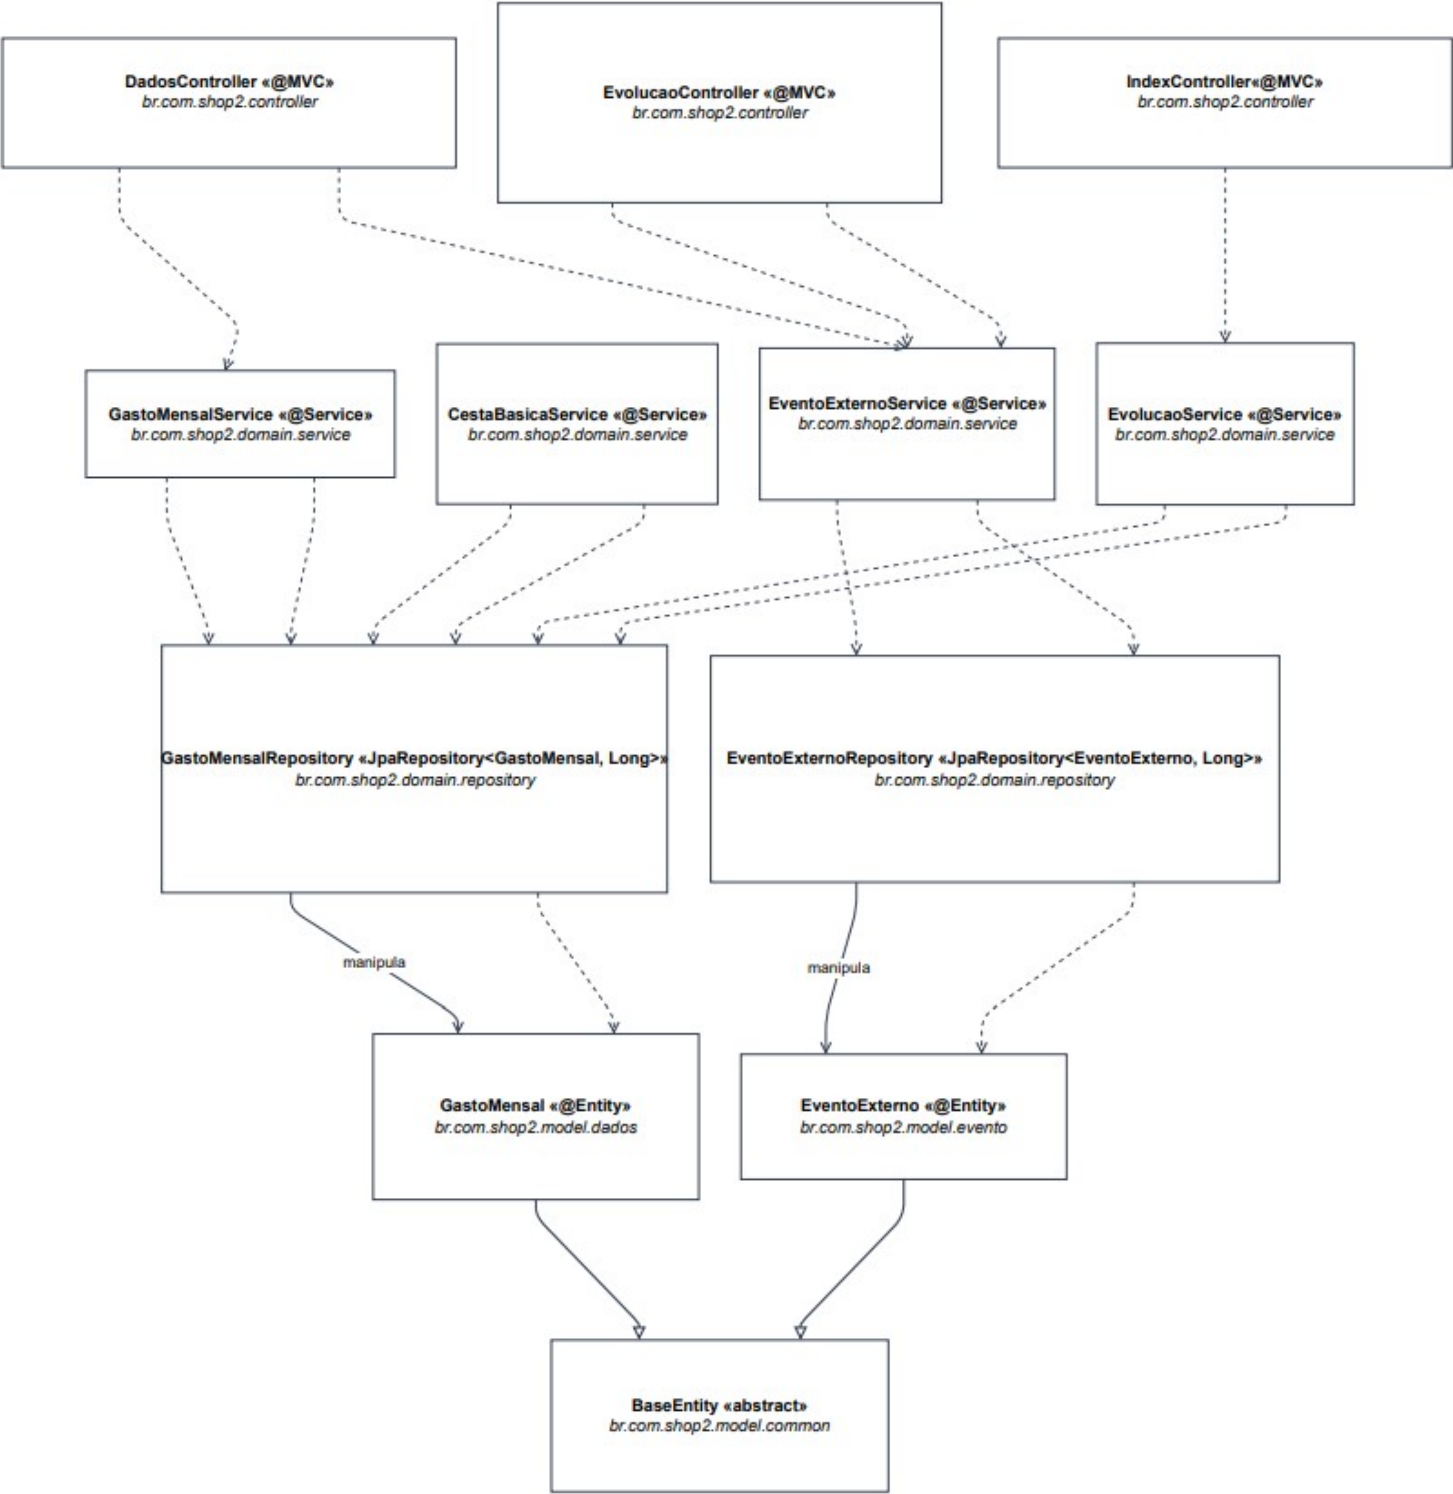 DadosController «@MVC»
br.com.shop2.controller
EvolucaoController «@MVC»
br.com.shop2.controller
IndexController«@MVC»
br.com.shop2.controller
GastoMensalService «@Service»
br.com.shop2.domain.service
CestaBasicaService «@Service»
br.com.shop2.domain.service
EventoExternoService «@Service»
br.com.shop2.domain.service
EvolucaoService «@Service»
br.com.shop2.domain.service
GastoMensalRepository «JpaRepository<GastoMensal, Long>»
br.com.shop2.domain.repository
EventoExternoRepository «JpaRepository<EventoExterno, Long>»
br.com.shop2.domain.repository
manipula
manipula
GastoMensal «@Entity»
br.com.shop2.model.dados
EventoExterno «@Entity»
br.com.shop2.model.evento
BaseEntity «abstract»
br.com.shop2.model.common